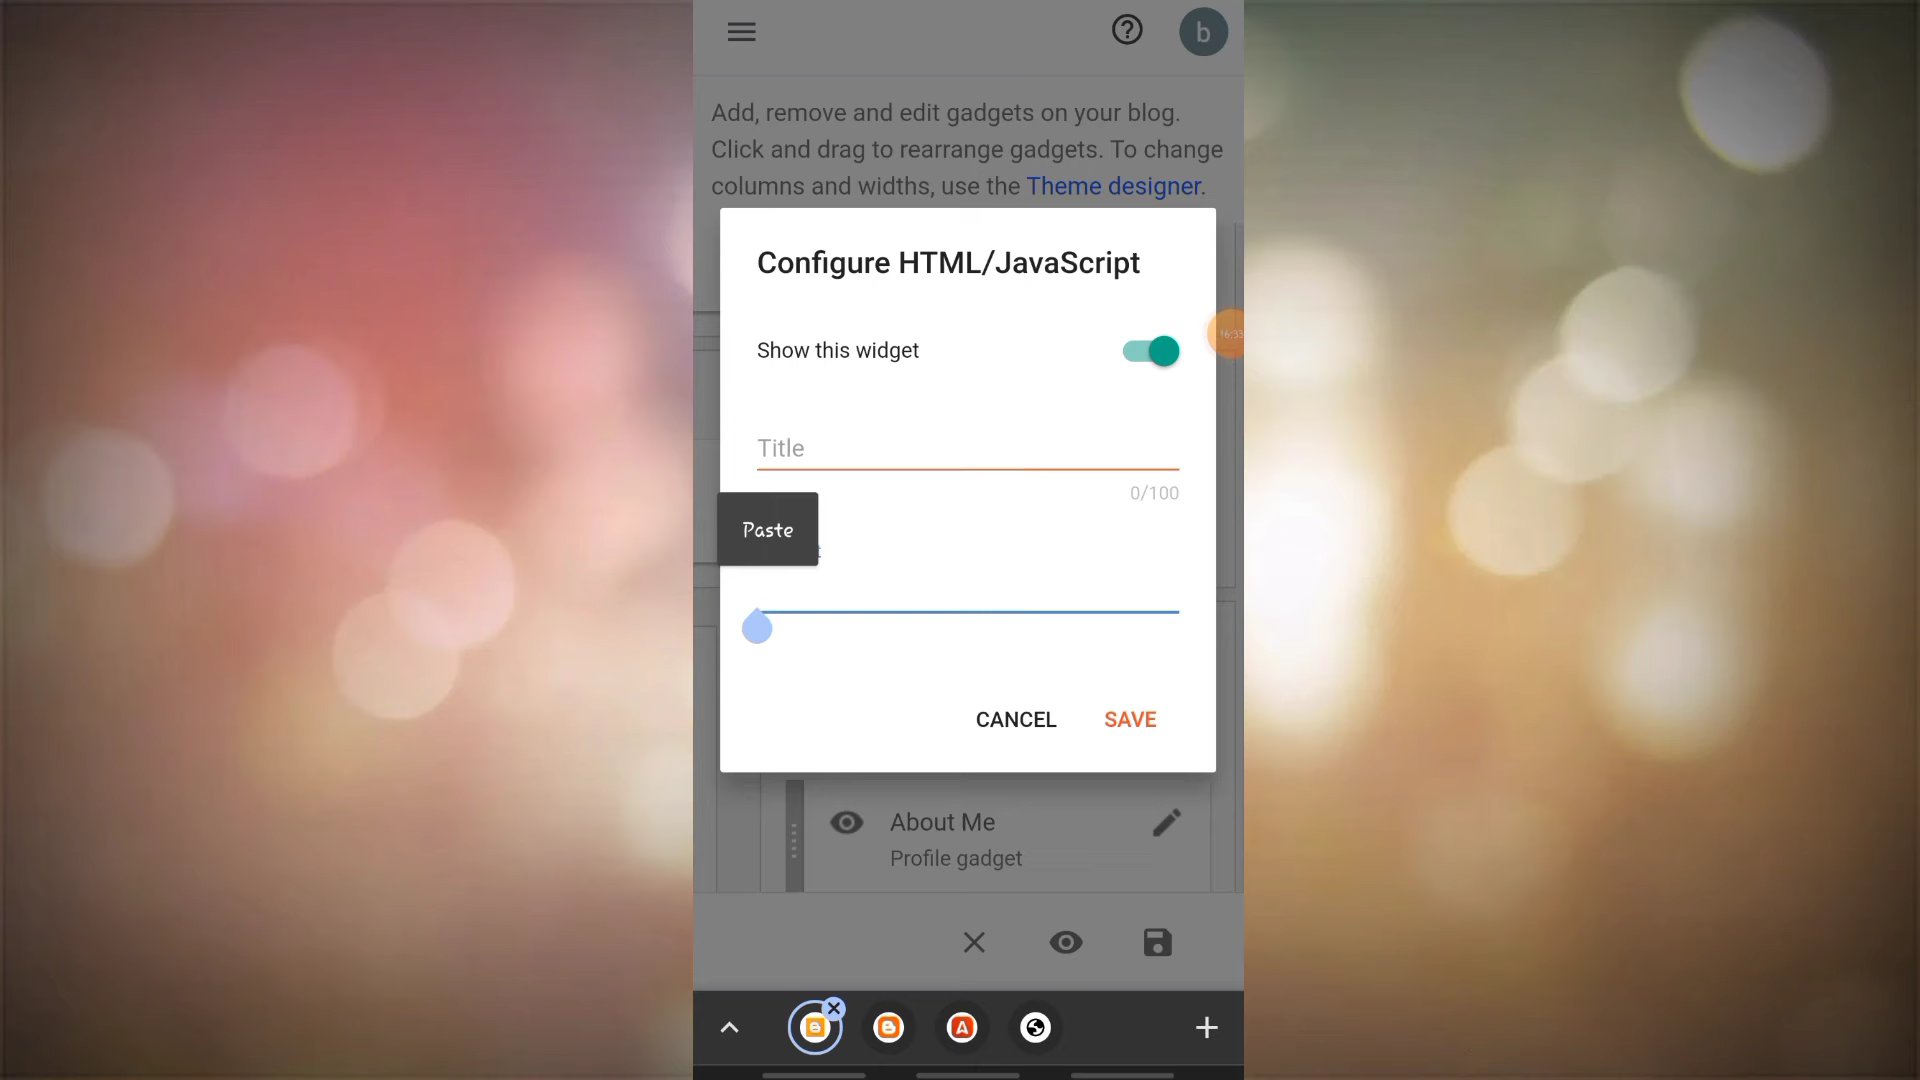 b
Add, remove and edit gadgets on your blog.
Click and drag to rearrange gadgets. To change
columns and widths, use the Theme designer.
Configure HTML/JavaScript
Show this widget
16:33
Title
0/100
Paste
t
CANCEL SAVE
About Me
Profile gadget